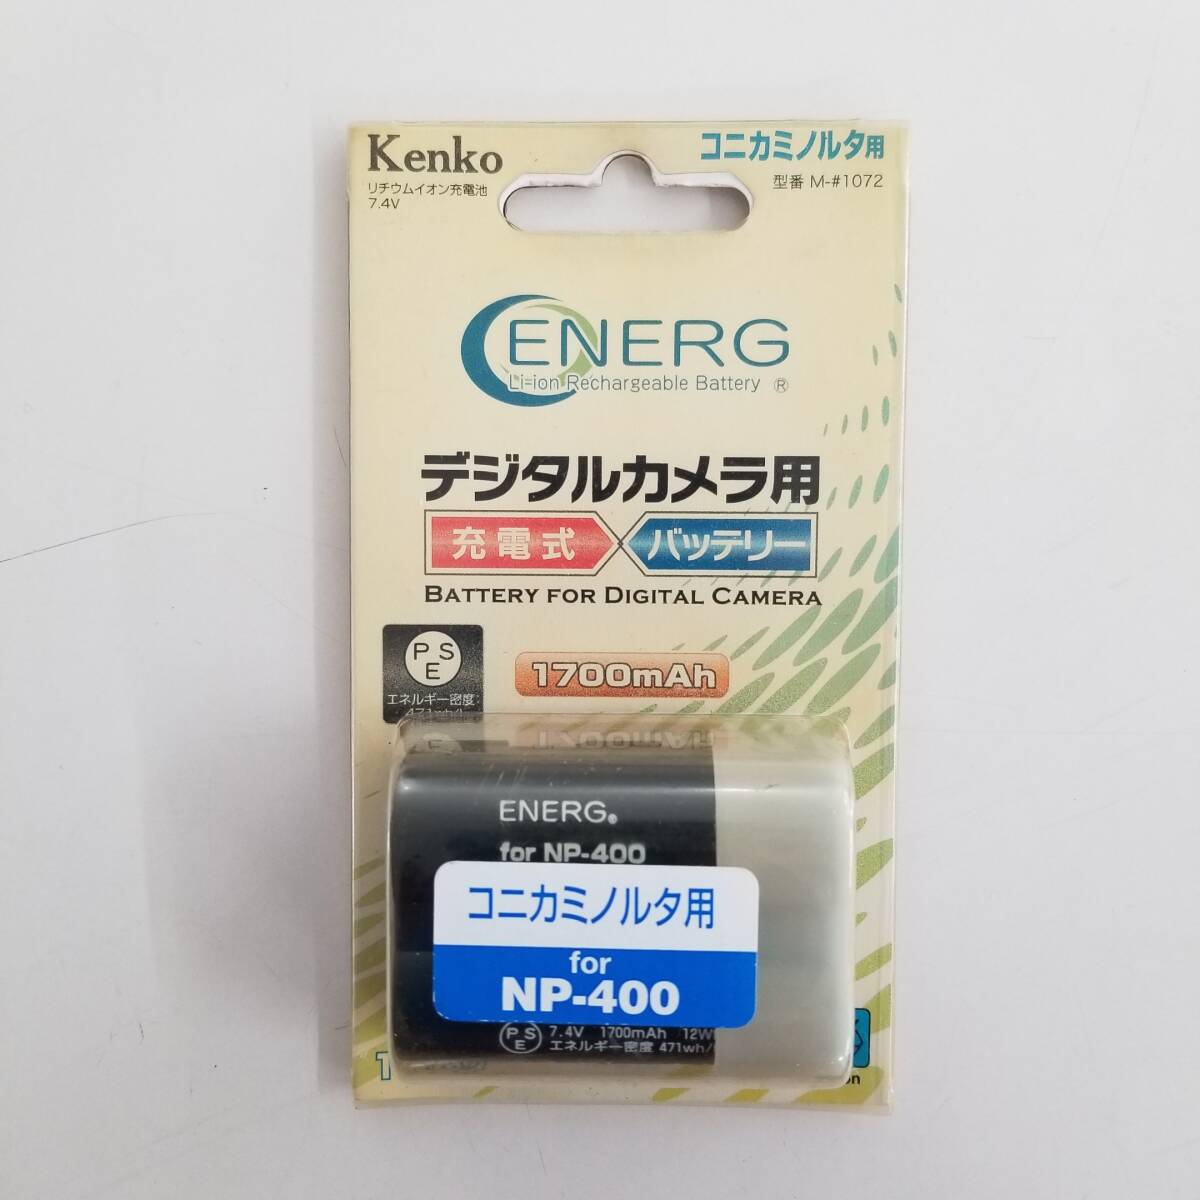 Kenko
リチウムイオン充電池
7.4V
コニカミノルタ用
型番 M-#1072
ENERG
Li-ion Rechargeable Battery ®
デジタルカメラ用
充電式 バッテリー
BATTERY FOR DIGITAL CAMERA
PSE
エネルギー密度:
1700mAh
ENERG®
for NP-400
コニカミノルタ用
for
NP-400
PSE
7.4V 1700mAh
エネルギー密度 471wh/